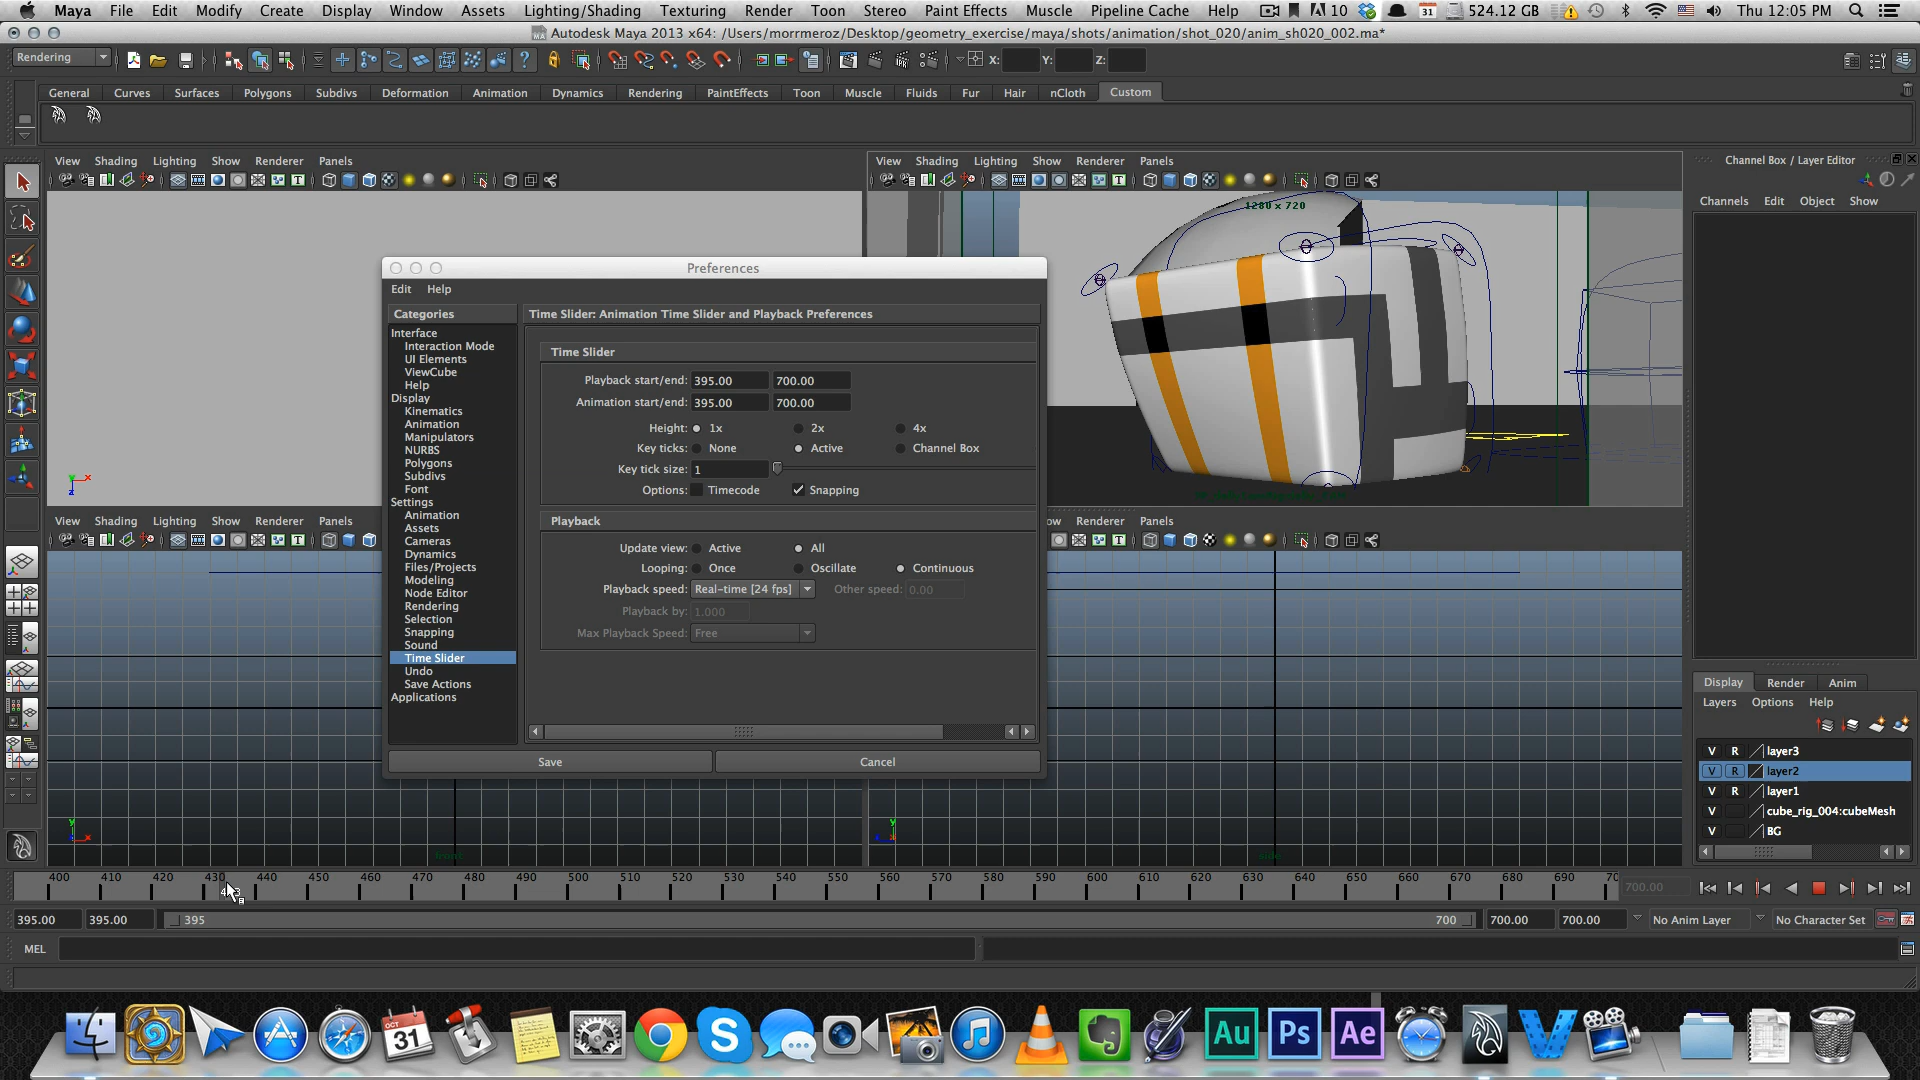 Maya File Edit Modify Create Display Window Assets Lighting/Shading Texturing Render Toon Stereo Paint Effects Muscle Pipeline Cache Help 10 31 524.12 GB Thu 12:05 PM
Autodesk Maya 2013 x64: /Users/morrmeroz/Desktop/geometry_exercise/maya/shots/animation/shot_020/anim_sh020_002.ma*
Rendering X: Y: Z:
General Curves Surfaces Polygons Subdivs Deformation Animation Dynamics Rendering PaintEffects Toon Muscle Fluids Fur Hair nCloth Custom
View Shading Lighting Show Renderer Panels
View Shading Lighting Show Renderer Panels
Channel Box / Layer Editor
Channels Edit Object Show
1280 x 720
Preferences
Edit Help
Categories
Interface
Interaction Mode
UI Elements
ViewCube
Help
Display
Kinematics
Animation
Manipulators
NURBS
Polygons
Subdivs
Font
Settings
Animation
Assets
Cameras
Dynamics
Files/Projects
Modeling
Node Editor
Rendering
Selection
Snapping
Sound
Time Slider
Undo
Save Actions
Applications
Time Slider: Animation Time Slider and Playback Preferences
Time Slider
Playback start/end: 395.00 700.00
Animation start/end: 395.00 700.00
Height: 1x 2x 4x
Key ticks: None Active Channel Box
Key tick size: 1
Options: Timecode Snapping
Playback
Update view: Active All
Looping: Once Oscillate Continuous
Playback speed: Real-time [24 fps] Other speed: 0.00
Playback by: 1.000
Max Playback Speed: Free
Save Cancel
View Shading Lighting Show Renderer Panels
ow Renderer Panels
Display Render Anim
Layers Options Help
V R layer3
V R layer2
V R layer1
V cube_rig_004:cubeMesh
V BG
400 410 420 430 440 450 460 470 480 490 500 510 520 530 540 550 560 570 580 590 600 610 620 630 640 650 660 670 680 690 70
700.00
395.00 395.00 395 700 700.00 700.00 No Anim Layer No Character Set
MEL
OCT 31 Au Ps Ae